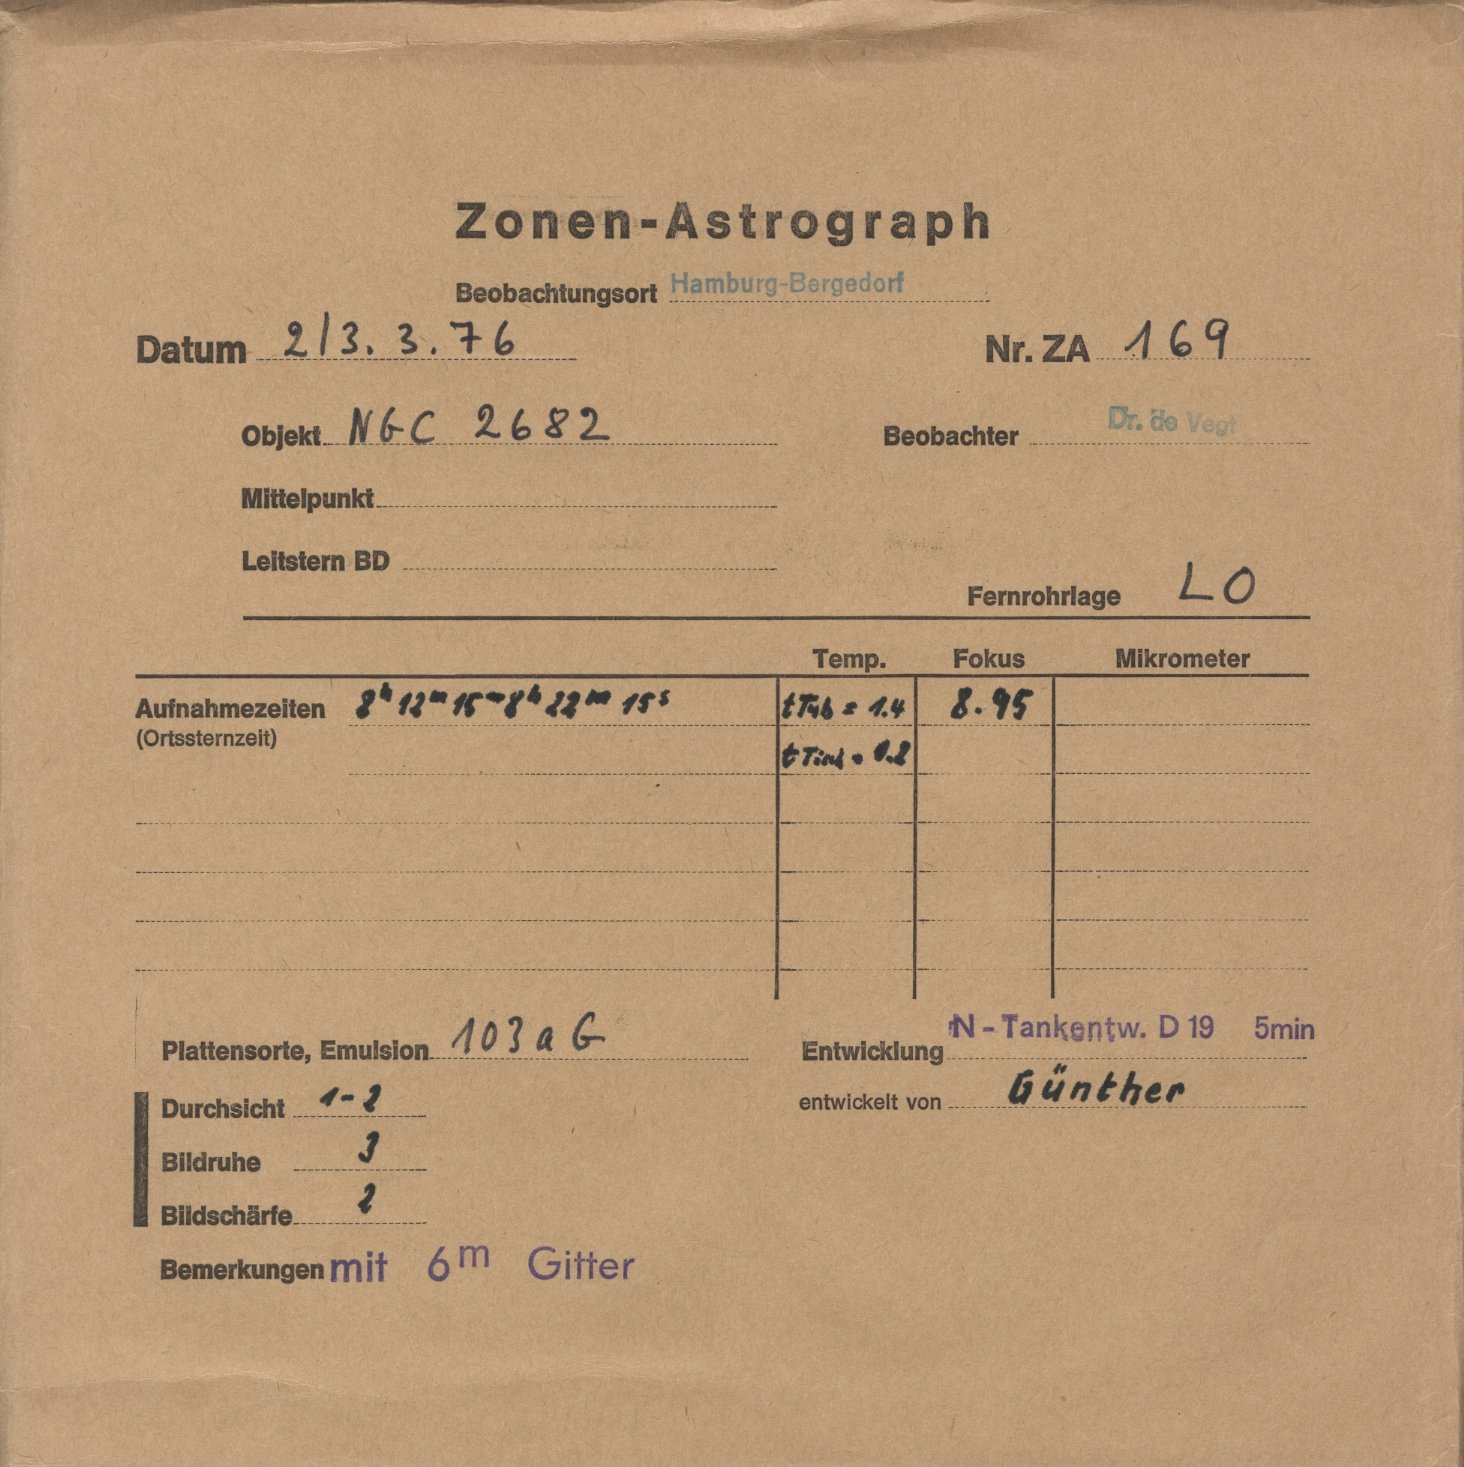 Zonen-Astrograph
Beobachtungsort Hamburg-Bergedorf
Datum 2/3. 3. 76 Nr. ZA 169
Objekt NGC 2682 Beobachter Dr. de Vegt
Mittelpunkt
Leitstern BD
Fernrohrlage LO
Temp. Fokus Mikrometer
Aufnahmezeiten 8h 12m 15 - 8h 22m 15s tTub = 1.4 8.95
(Ortssternzeit)
= 0.2
Plattensorte, Emulsion 103 a G Entwicklung N - Tankentw. D 19 5min
Durchsicht 1-2 entwickelt von Günther
Bildruhe 3
Bildschärfe 2
Bemerkungen mit 6m Gitter